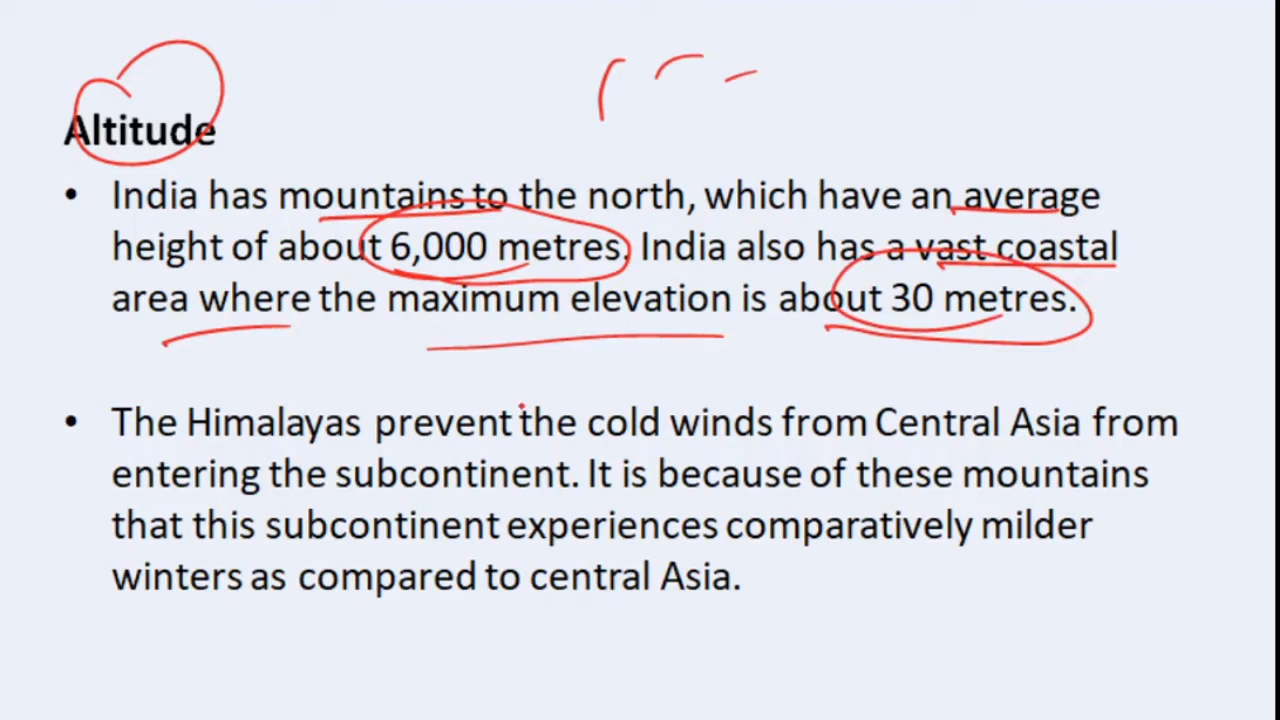 Altitude
• India has mountains to the north, which have an average
height of about 6,000 metres. India also has a vast coastal
area where the maximum elevation is about 30 metres.
• The Himalayas prevent the cold winds from Central Asia from
entering the subcontinent. It is because of these mountains
that this subcontinent experiences comparatively milder
winters as compared to central Asia.